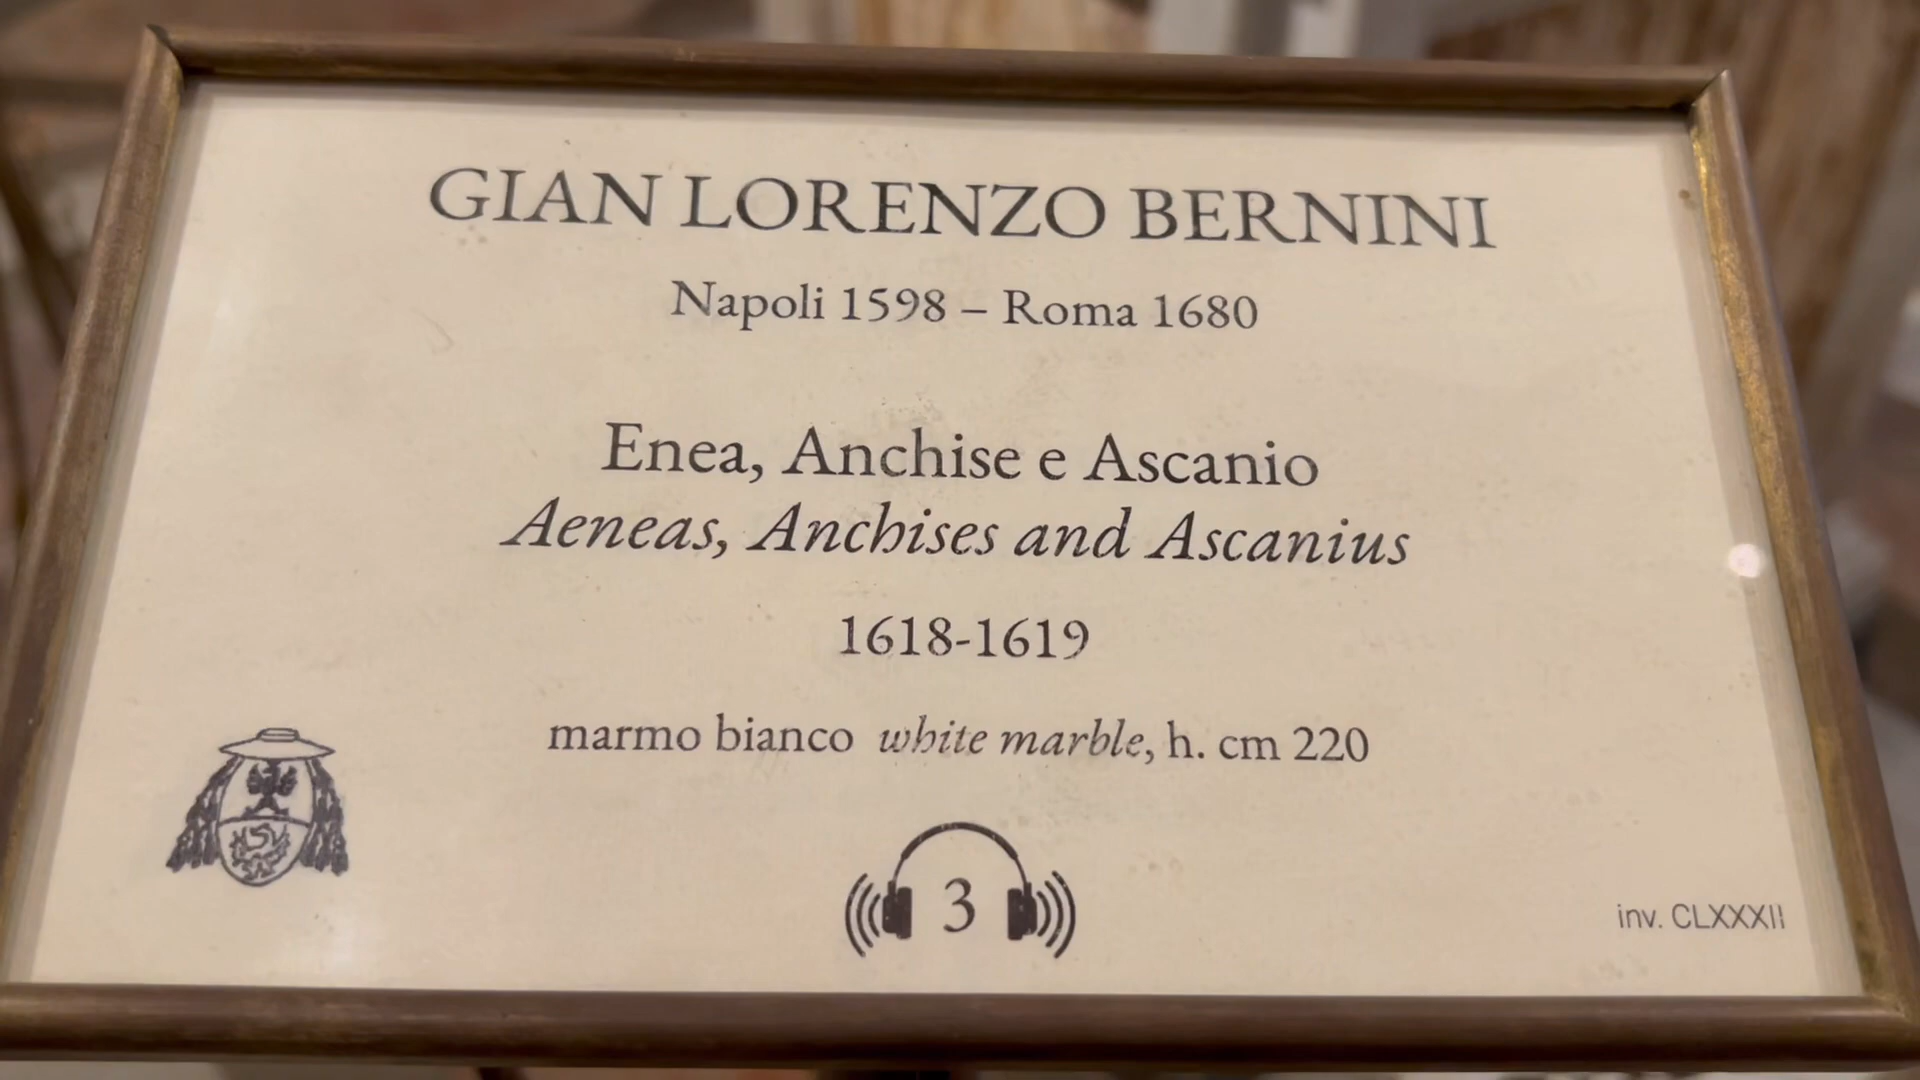 GIAN LORENZO BERNINI
Napoli 1598 – Roma 1680
Enea, Anchise e Ascanio
Aeneas, Anchises and Ascanius
1618-1619
marmo bianco white marble, h. cm 220
3
inv. CLXXXII